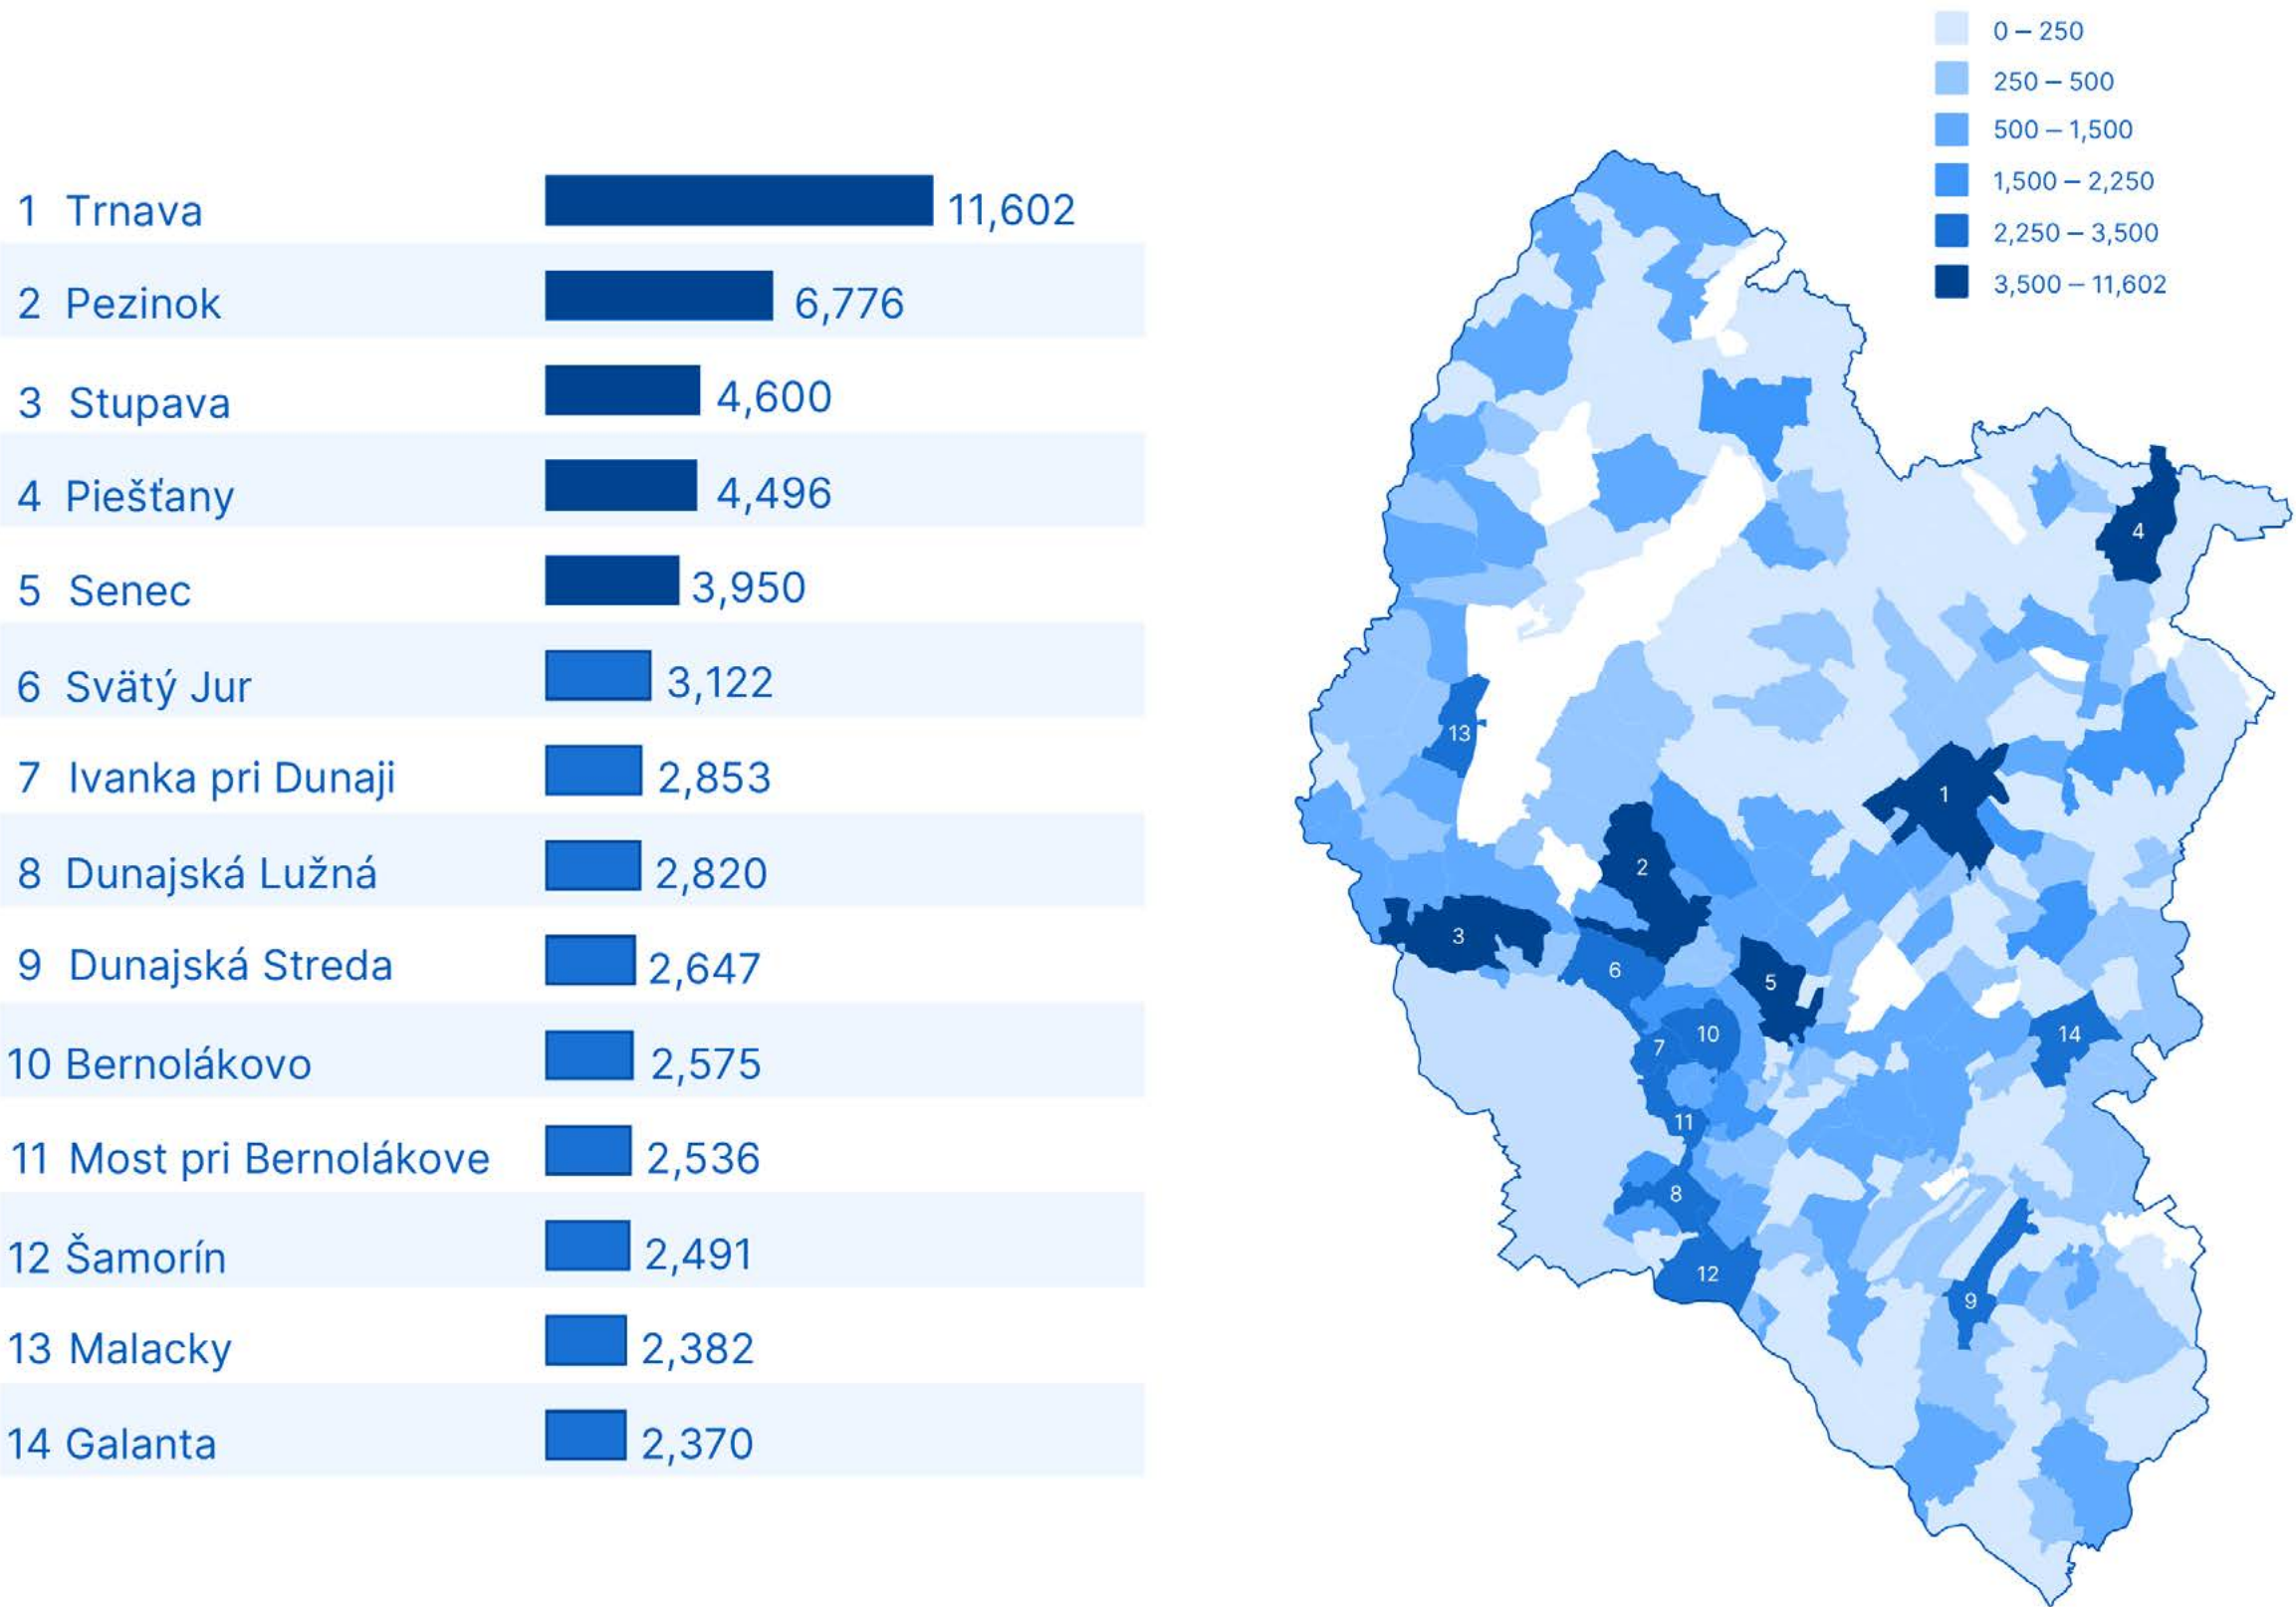 1 Trnava 11,602
2 Pezinok 6,776
3 Stupava 4,600
4 Piešťany 4,496
5 Senec 3,950
6 Svätý Jur 3,122
7 Ivanka pri Dunaji 2,853
8 Dunajská Lužná 2,820
9 Dunajská Streda 2,647
10 Bernolákovo 2,575
11 Most pri Bernolákove 2,536
12 Šamorín 2,491
13 Malacky 2,382
14 Galanta 2,370
0 – 250
250 – 500
500 – 1,500
1,500 – 2,250
2,250 – 3,500
3,500 – 11,602
4
13
1
2
3
6
5
10
14
7
11
8
12
9